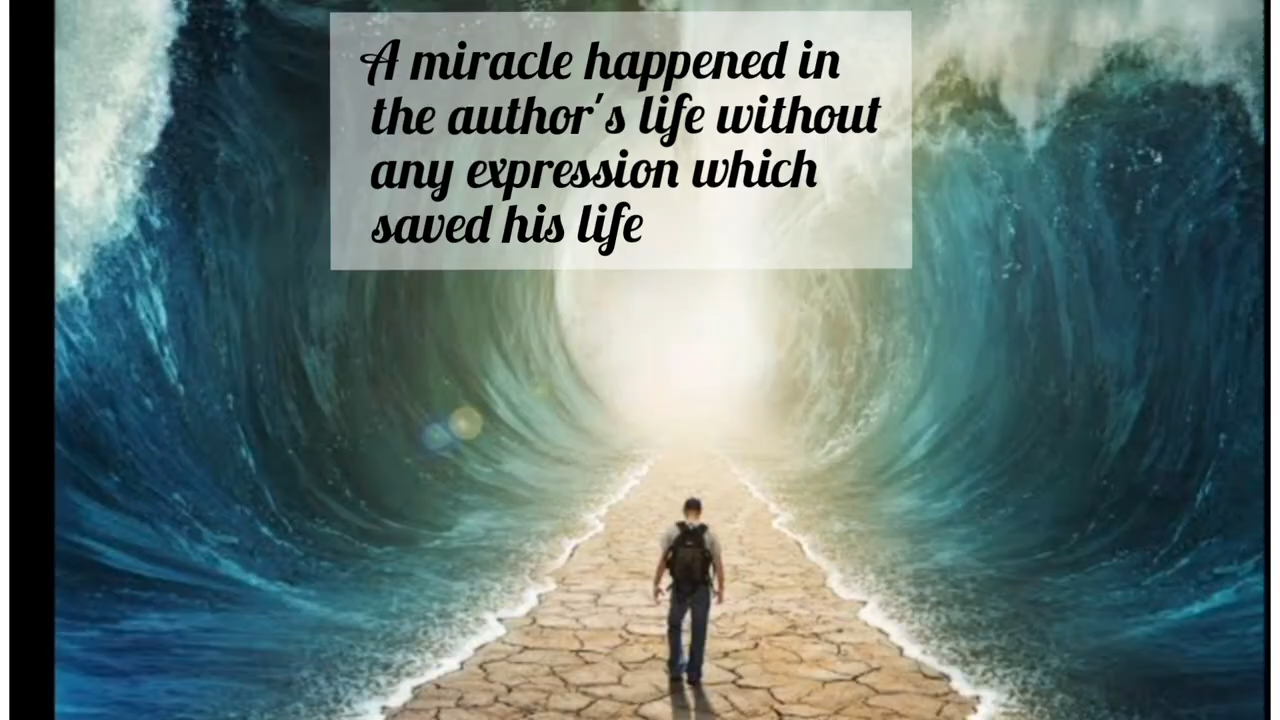 A miracle happened in
the author's life without
any expression which
saved his life